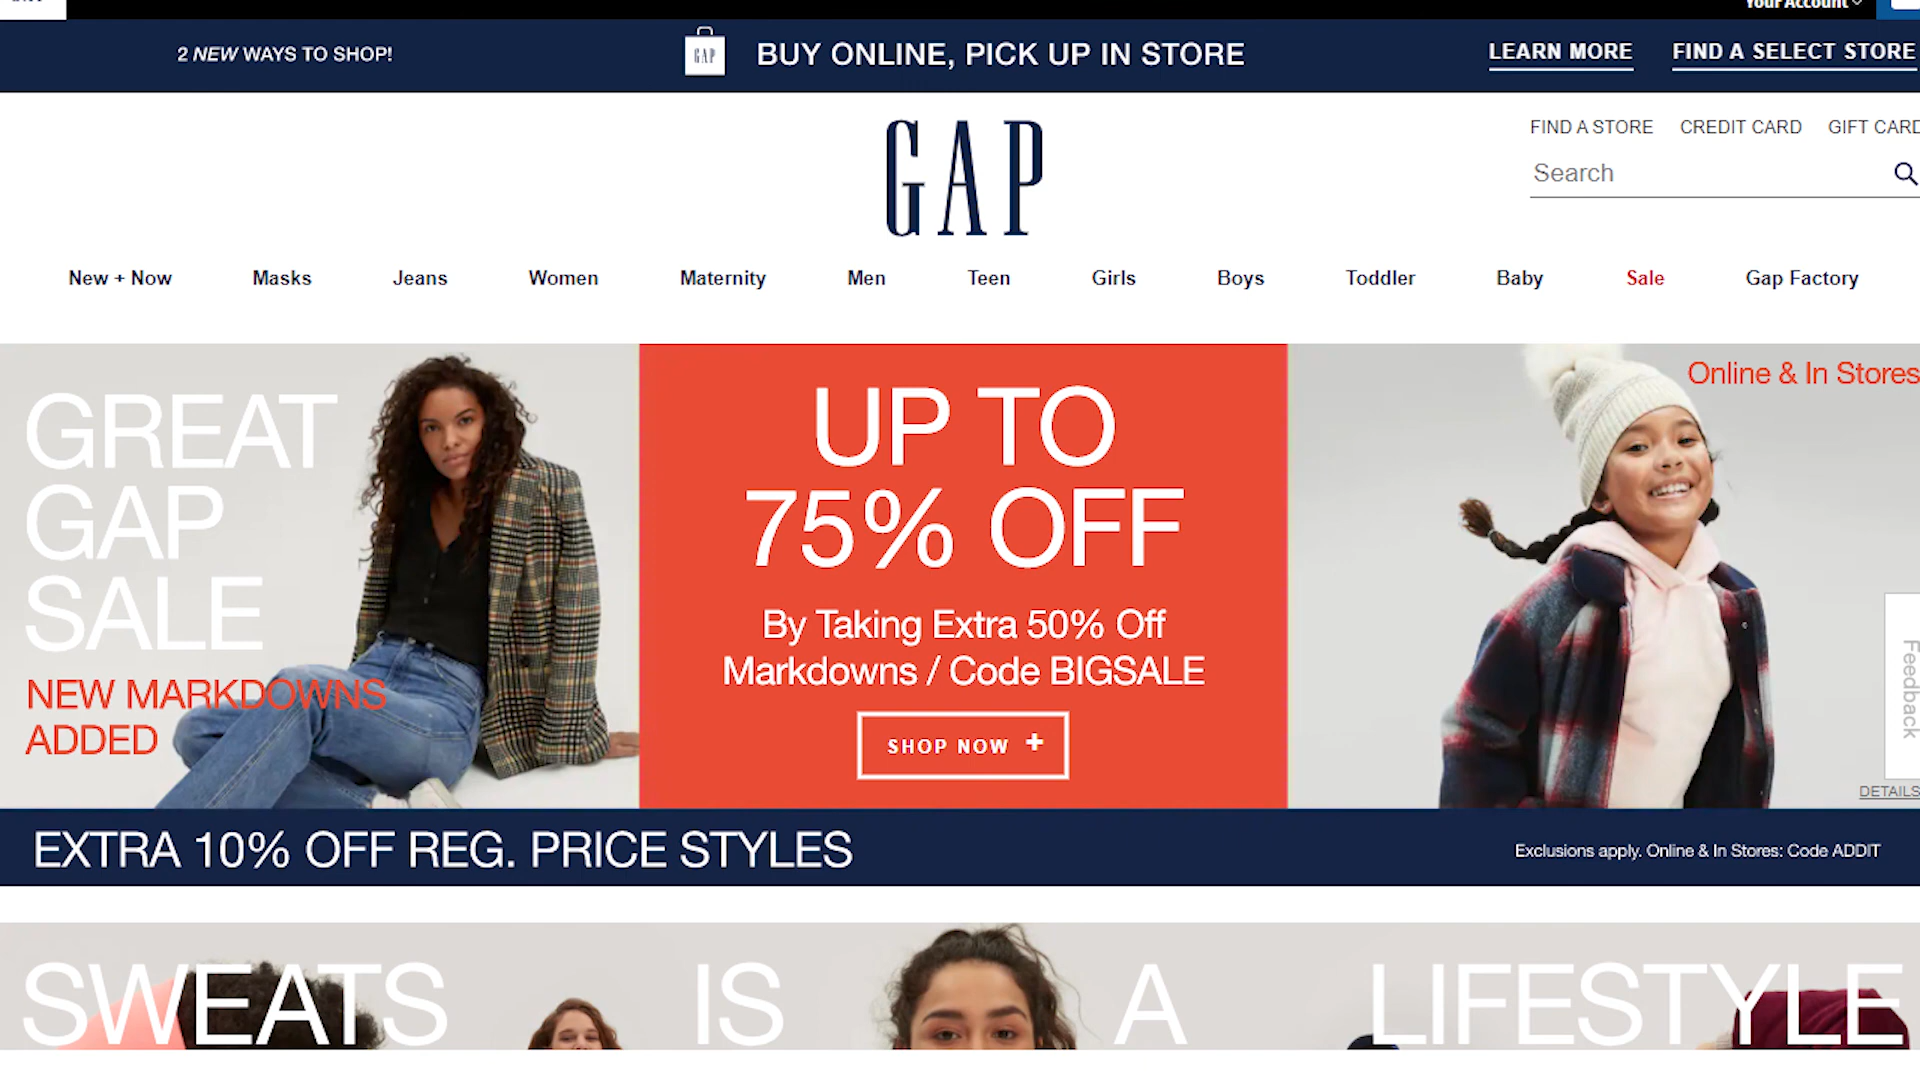 Your Account
2 NEW WAYS TO SHOP!
GAP
BUY ONLINE, PICK UP IN STORE
LEARN MORE
FIND A SELECT STORE
GAP
FIND A STORE
CREDIT CARD
GIFT CARD
Search
New + Now
Masks
Jeans
Women
Maternity
Men
Teen
Girls
Boys
Toddler
Baby
Sale
Gap Factory
GREAT
GAP
SALE
NEW MARKDOWNS
ADDED
UP TO
75% OFF
By Taking Extra 50% Off
Markdowns / Code BIGSALE
SHOP NOW +
Online & In Stores
Feedback
DETAILS
EXTRA 10% OFF REG. PRICE STYLES
Exclusions apply. Online & In Stores: Code ADDIT
SWEATS IS A LIFESTYLE